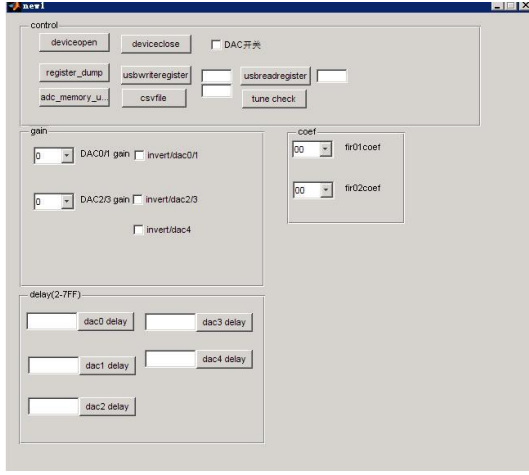 new1
control
deviceopen deviceclose DAC开关
register_dump usbwriteregister usbreadregister
adc_memory_u... csvfile tune check
gain
0 DAC0/1 gain invert/dac0/1
0 DAC2/3 gain invert/dac2/3
invert/dac4
coef
00 fir01coef
00 fir02coef
delay(2-7FF)
dac0 delay dac3 delay
dac1 delay dac4 delay
dac2 delay